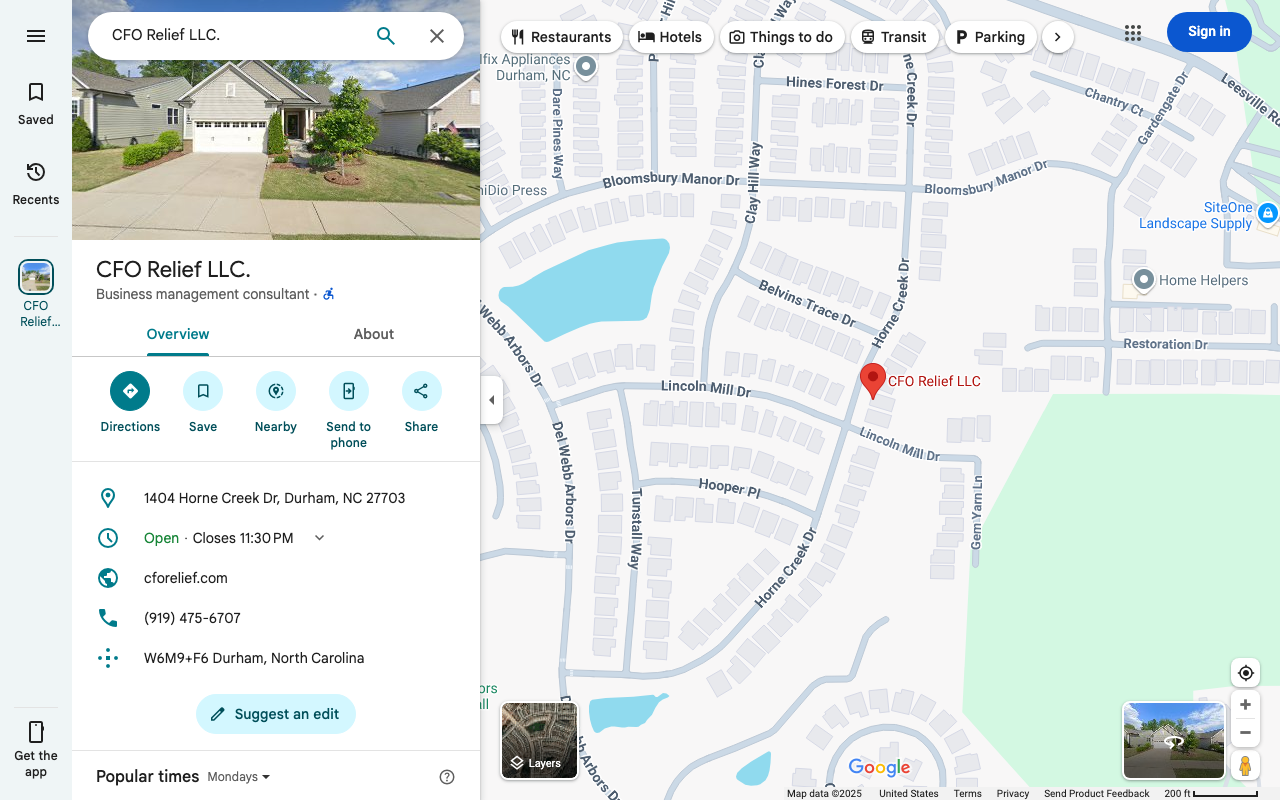 CFO Relief LLC.
Saved
Recents
CFO
Relief...
Get the
app
CFO Relief LLC.
Business management consultant ·
Overview
About
Directions
Save
Nearby
Send to
phone
Share
1404 Horne Creek Dr, Durham, NC 27703
Open · Closes 11:30 PM
cforelief.com
(919) 475-6707
W6M9+F6 Durham, North Carolina
Suggest an edit
Popular times
Mondays
Restaurants
Hotels
Things to do
Transit
Parking
Sign in
lfix Appliances
Durham, NC
Dare Pines Way
Hines Forest Dr
Chantry Ct
Gardengate Dr
Leesville Rd
niDio Press
Bloomsbury Manor Dr
Clay Hill Way
Bloomsbury Manor Dr
ne Creek Dr
SiteOne
Landscape Supply
Home Helpers
Belvins Trace Dr
Horne Creek Dr
Restoration Dr
Webb Arbors Dr
Lincoln Mill Dr
CFO Relief LLC
Lincoln Mill Dr
Del Webb Arbors Dr
Hooper Pl
Tunstall Way
Gem Yarn Ln
Horne Creek Dr
ors
ll
bb Arbors Dr
Layers
Google
Map data ©2025
United States
Terms
Privacy
Send Product Feedback
200 ft